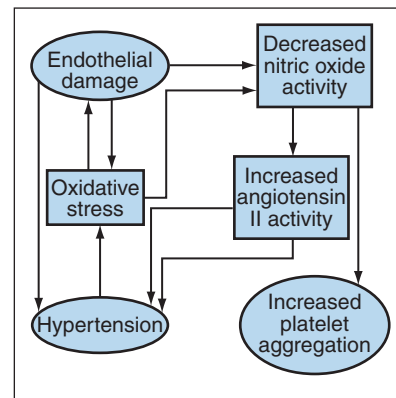 Endothelial
damage
Decreased
nitric oxide
activity
Oxidative
stress
Increased
angiotensin
II activity
Hypertension
Increased
platelet
aggregation